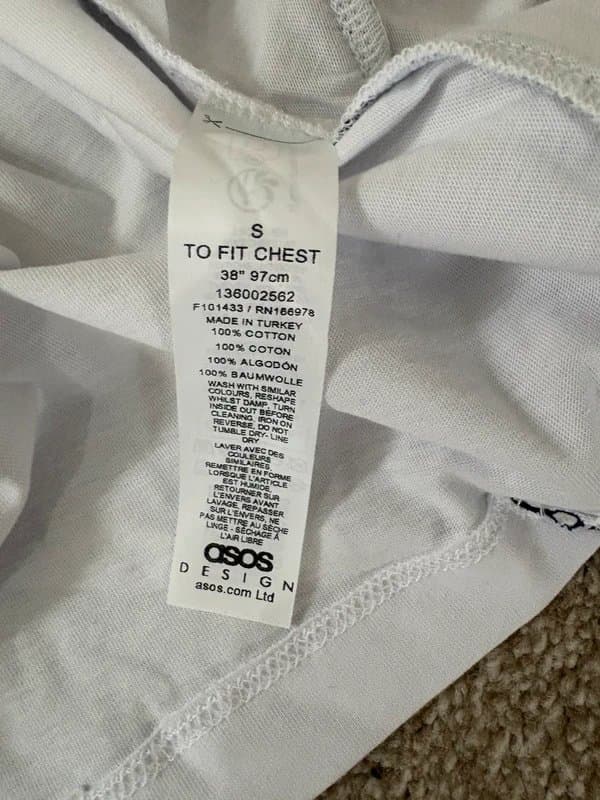 S
TO FIT CHEST
38" 97cm
136002562
F101433 / RN166978
MADE IN TURKEY
100% COTTON
100% COTON
100% ALGODÓN
100% BAUMWOLLE
WASH WITH SIMILAR
COLOURS, RESHAPE
WHILST DAMP, TURN
INSIDE OUT BEFORE
CLEANING, IRON ON
REVERSE, DO NOT
TUMBLE DRY- LINE
DRY
LAVER AVEC DES
COULEURS
SIMILAIRES,
REMETTRE EN FORME
LORSQUE L'ARTICLE
EST HUMIDE,
RETOURNER SUR
L'ENVERS AVANT
LAVAGE, REPASSER
SUR L'ENVERS, NE
PAS METTRE AU SÈCHE
LINGE - SÉCHAGE À
L'AIR LIBRE
asos
DESIGN
asos.com Ltd